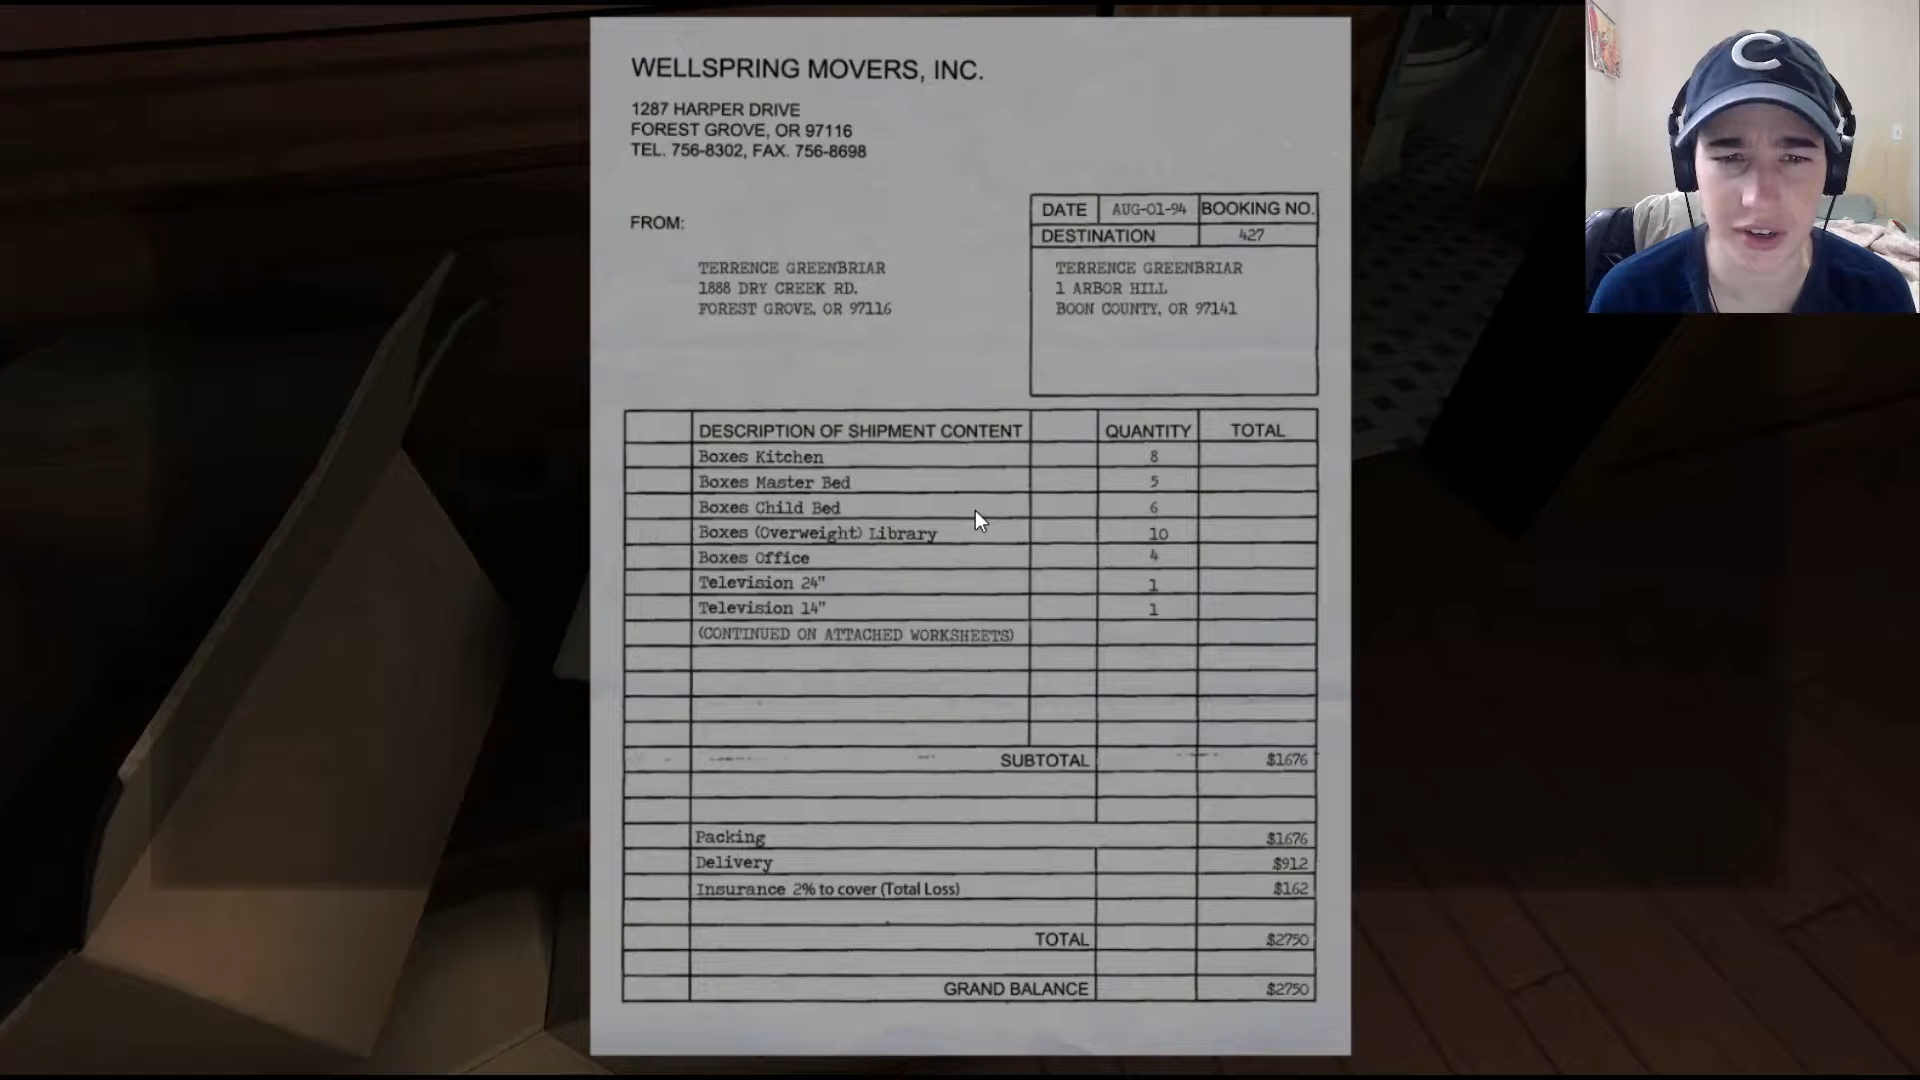 WELLSPRING MOVERS, INC.
1287 HARPER DRIVE
FOREST GROVE, OR 97116
TEL. 756-8302, FAX. 756-8698
FROM:
TERRENCE GREENBRIAR
1888 DRY CREEK RD.
FOREST GROVE, OR 97116
DATE AUG-01-94 BOOKING NO.
DESTINATION 427
TERRENCE GREENBRIAR
1 ARBOR HILL
BOON COUNTY, OR 97141
DESCRIPTION OF SHIPMENT CONTENT QUANTITY TOTAL
Boxes Kitchen 8
Boxes Master Bed 5
Boxes Child Bed 6
Boxes (Overweight) Library 10
Boxes Office 4
Television 24" 1
Television 14" 1
(CONTINUED ON ATTACHED WORKSHEETS)
SUBTOTAL $1676
Packing $1676
Delivery $912
Insurance 2% to cover (Total Loss) $162
TOTAL $2750
GRAND BALANCE $2750
C